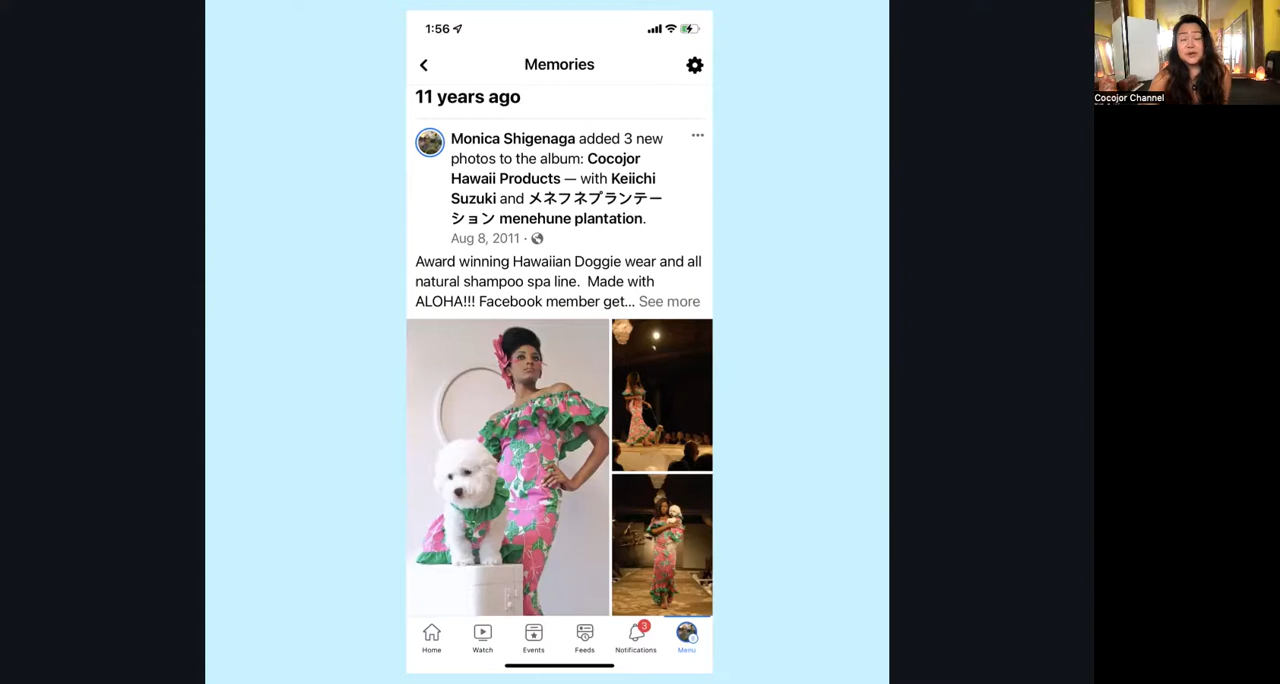 1:56
Memories
11 years ago
Monica Shigenaga added 3 new
photos to the album: Cocojor
Hawaii Products — with Keiichi
Suzuki and メネフネプランテー
ション menehune plantation.
Aug 8, 2011 ·
Award winning Hawaiian Doggie wear and all
natural shampoo spa line. Made with
ALOHA!!! Facebook member get... See more
Home
Watch
Events
Feeds
3
Notifications
Menu
Cocojor Channel